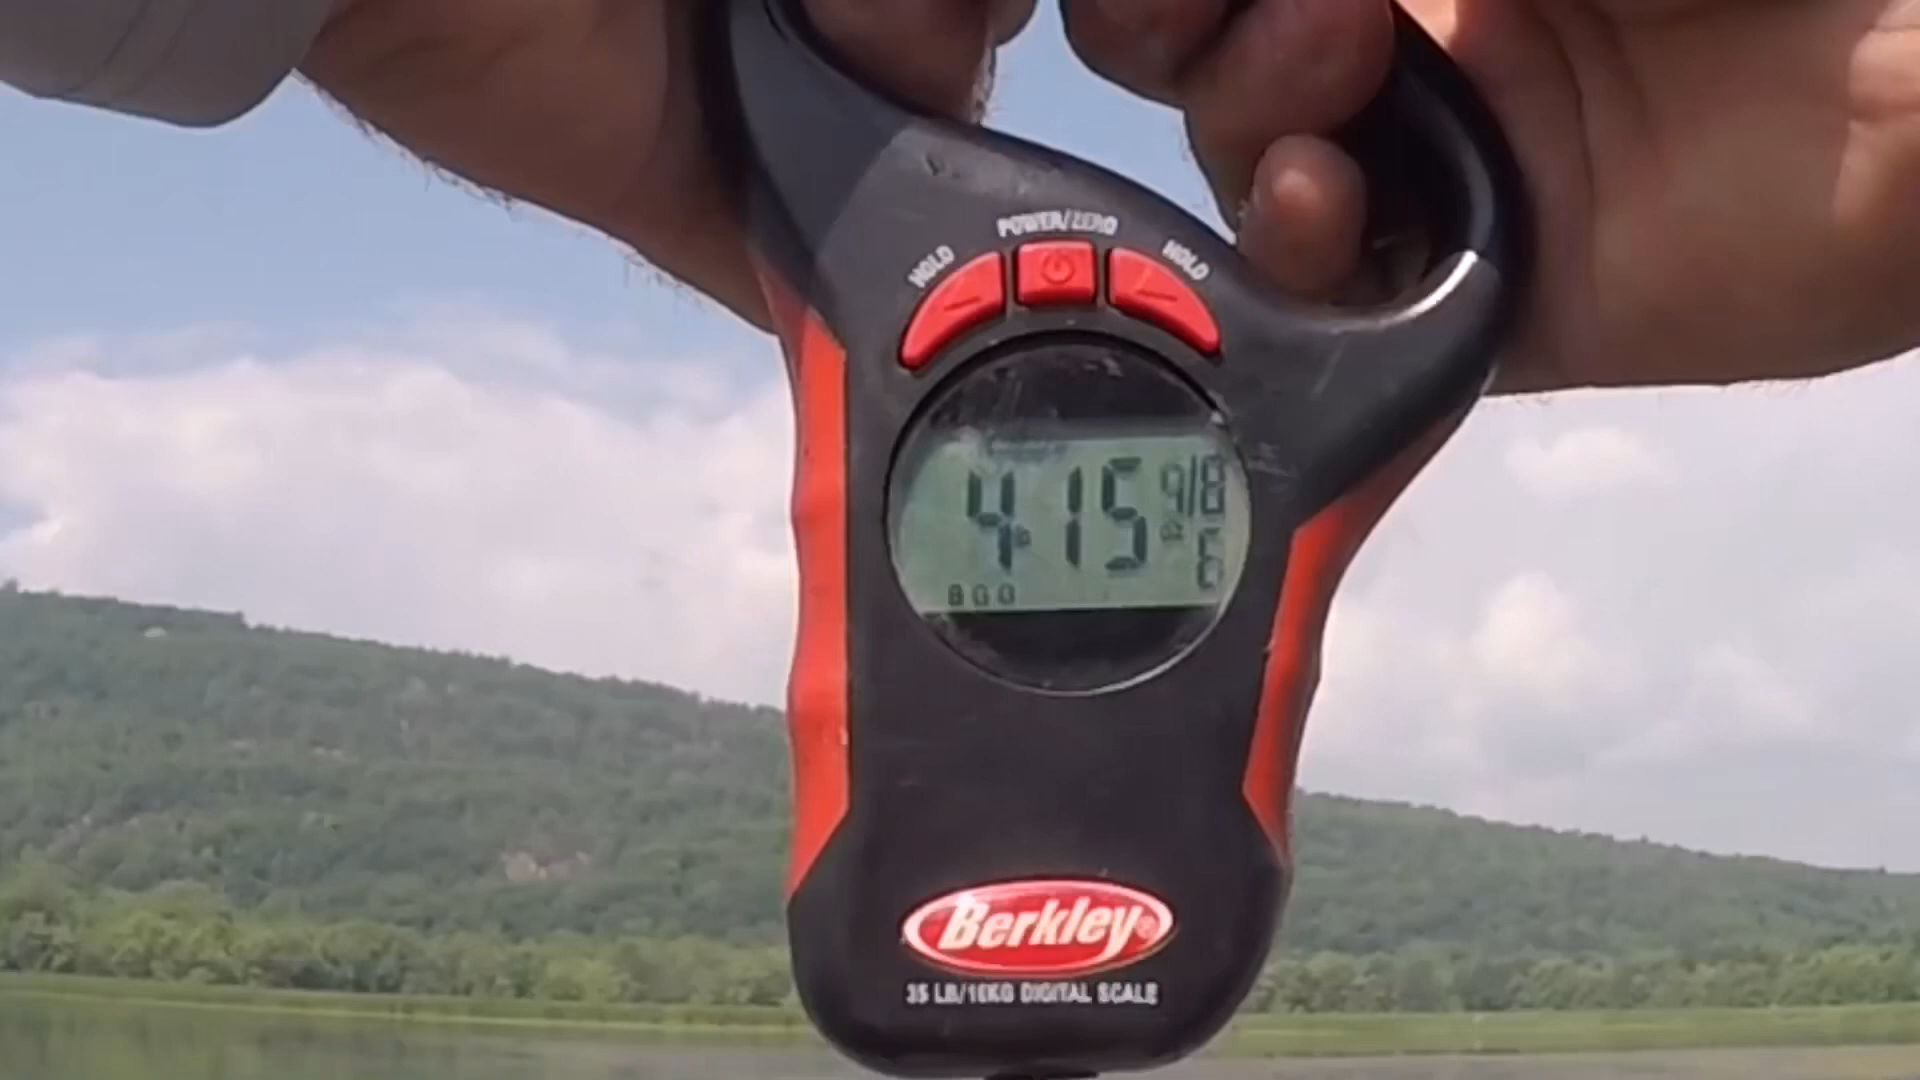 POWER/ZERO
HOLD HOLD
4 lb 15 oz
Berkley®
35 LB/16KG DIGITAL SCALE